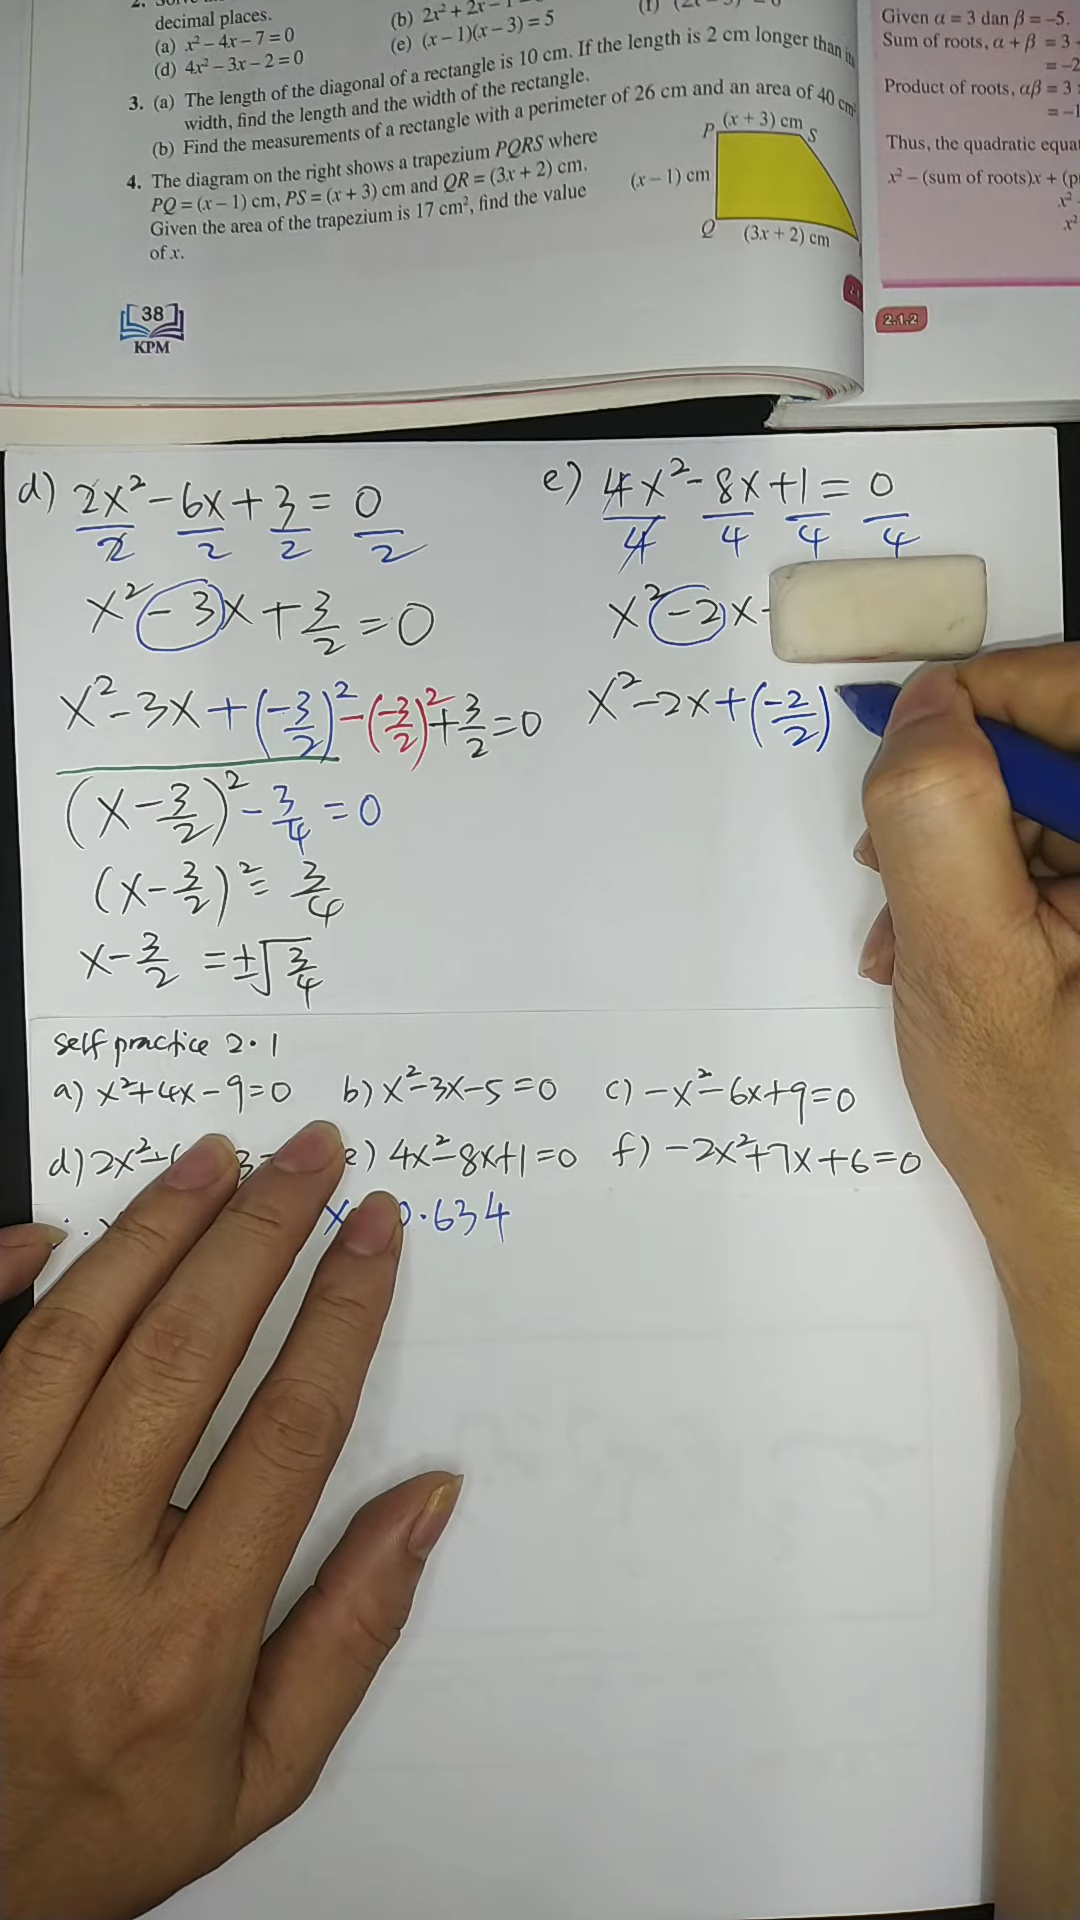 decimal places.
(a) x² – 4x – 7 = 0
(b) 2x² + 2x – 1
(d) 4x² – 3x – 2 = 0
(e) (x – 1)(x – 3) = 5
3. (a) The length of the diagonal of a rectangle is 10 cm. If the length is 2 cm longer than its
width, find the length and the width of the rectangle.
(b) Find the measurements of a rectangle with a perimeter of 26 cm and an area of 40 cm²
4. The diagram on the right shows a trapezium PQRS where
PQ = (x – 1) cm, PS = (x + 3) cm and QR = (3x + 2) cm.
Given the area of the trapezium is 17 cm², find the value
of x.
P (x + 3) cm S
(x – 1) cm
Q (3x + 2) cm
38
KPM
Given α = 3 dan β = –5.
Sum of roots, α + β = 3
= –2
Product of roots, αβ = 3
= –1
Thus, the quadratic equa
x² – (sum of roots)x + (p
x²
x²
2.1.2
d) 2x²/2 - 6x/2 + 3/2 = 0/2
x² - 3x + 3/2 = 0
x² - 3x + (-3/2)² - (-3/2)² + 3/2 = 0
(x - 3/2)² - 3/4 = 0
(x - 3/2)² = 3/4
x - 3/2 = ±√3/4
e) 4x²/4 - 8x/4 + 1/4 = 0/4
x² - 2x
x² - 2x + (-2/2)
Self practice 2.1
a) x² + 4x - 9 = 0 b) x² - 3x - 5 = 0 c) -x² - 6x + 9 = 0
d) 2x² e) 4x² - 8x + 1 = 0 f) -2x² + 7x + 6 = 0
x 0.634